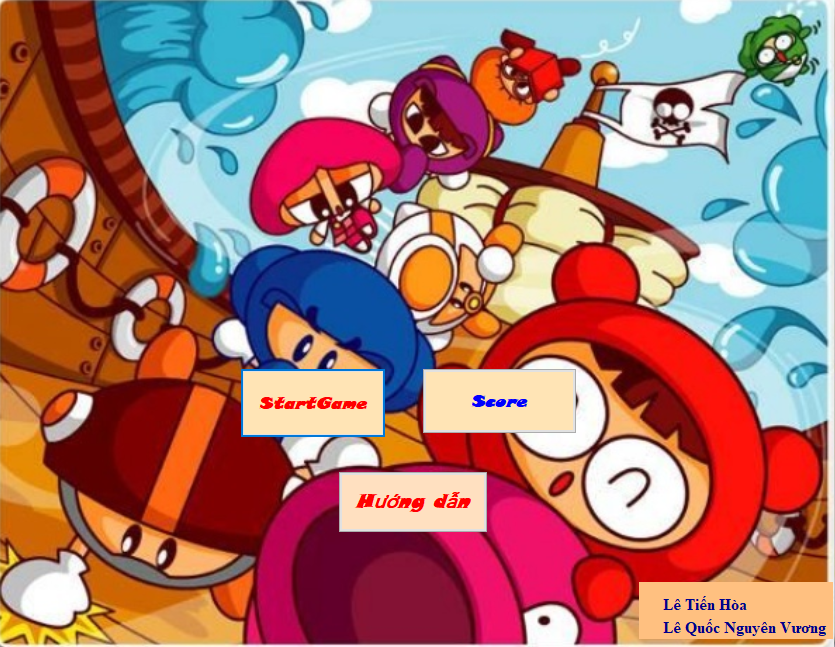 StartGame
Score
Hướng dẫn
Lê Tiến Hòa
Lê Quốc Nguyên Vương